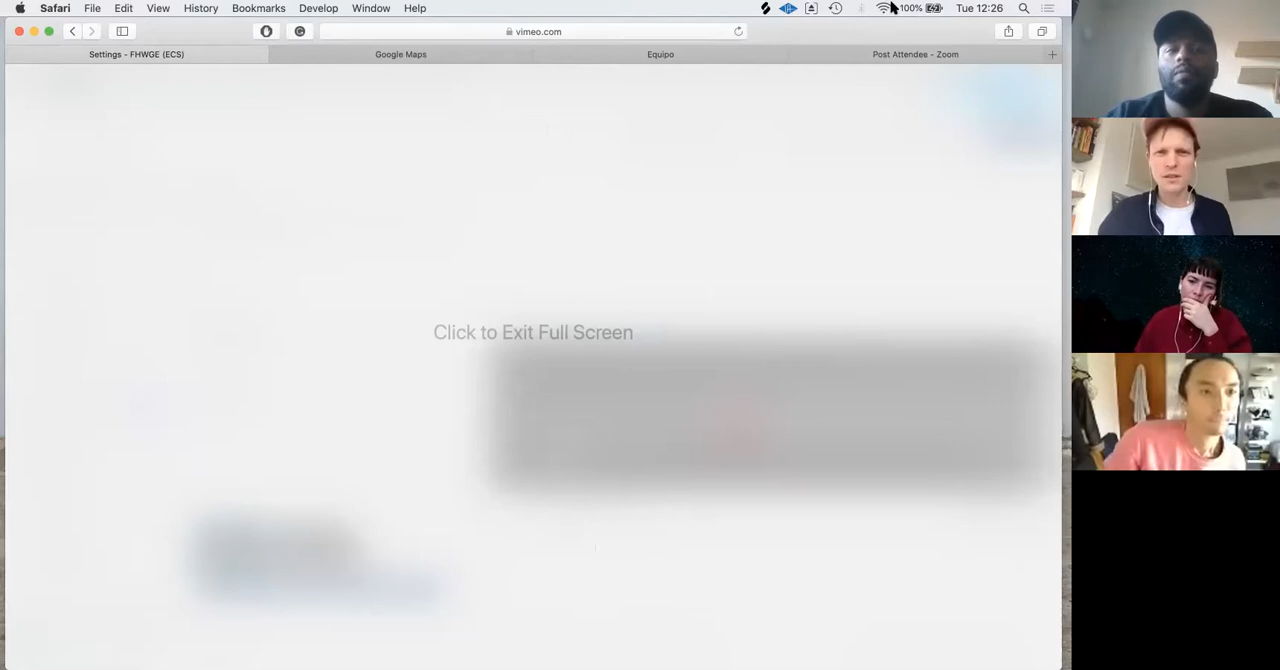 Safari File Edit View History Bookmarks Develop Window Help 100% Tue 12:26
vimeo.com
Settings - FHWGE (ECS) Google Maps Equipo Post Attendee - Zoom
Click to Exit Full Screen